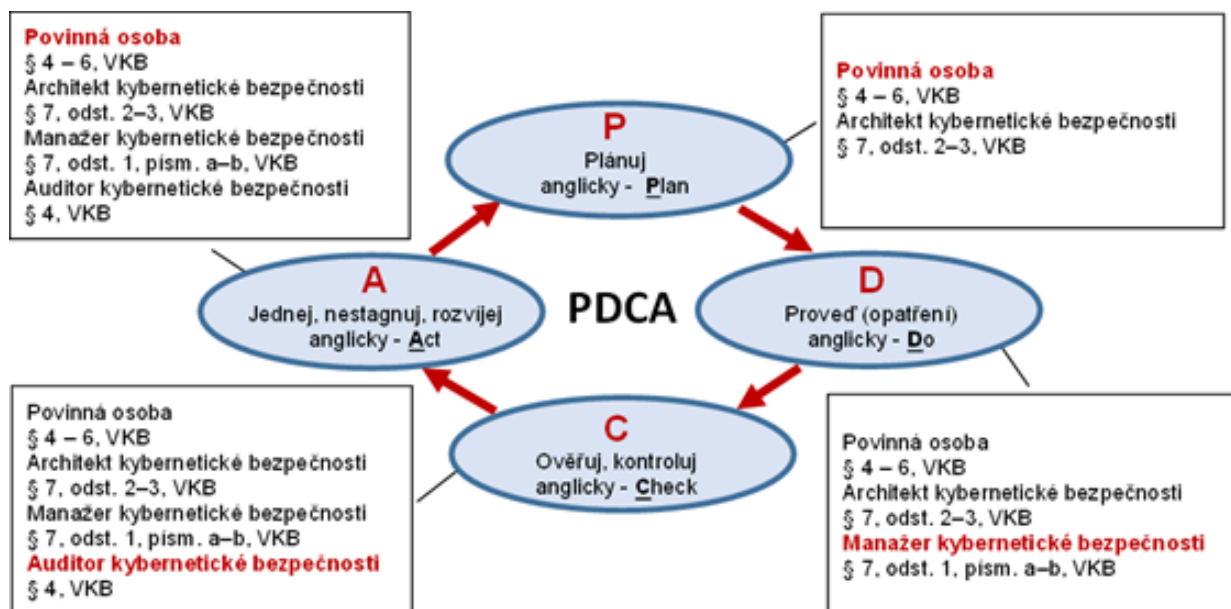 Povinná osoba
§ 4 – 6, VKB
Architekt kybernetické bezpečnosti
§ 7, odst. 2–3, VKB
Manažer kybernetické bezpečnosti
§ 7, odst. 1, písm. a–b, VKB
Auditor kybernetické bezpečnosti
§ 4, VKB
P
Plánuj
anglicky - Plan
Povinná osoba
§ 4 – 6, VKB
Architekt kybernetické bezpečnosti
§ 7, odst. 2–3, VKB
A
Jednej, nestagnuj, rozvíjej
anglicky - Act
PDCA
D
Proveď (opatření)
anglicky - Do
Povinná osoba
§ 4 – 6, VKB
Architekt kybernetické bezpečnosti
§ 7, odst. 2–3, VKB
Manažer kybernetické bezpečnosti
§ 7, odst. 1, písm. a–b, VKB
Auditor kybernetické bezpečnosti
§ 4, VKB
C
Ověřuj, kontroluj
anglicky - Check
Povinná osoba
§ 4 – 6, VKB
Architekt kybernetické bezpečnosti
§ 7, odst. 2–3, VKB
Manažer kybernetické bezpečnosti
§ 7, odst. 1, písm. a–b, VKB